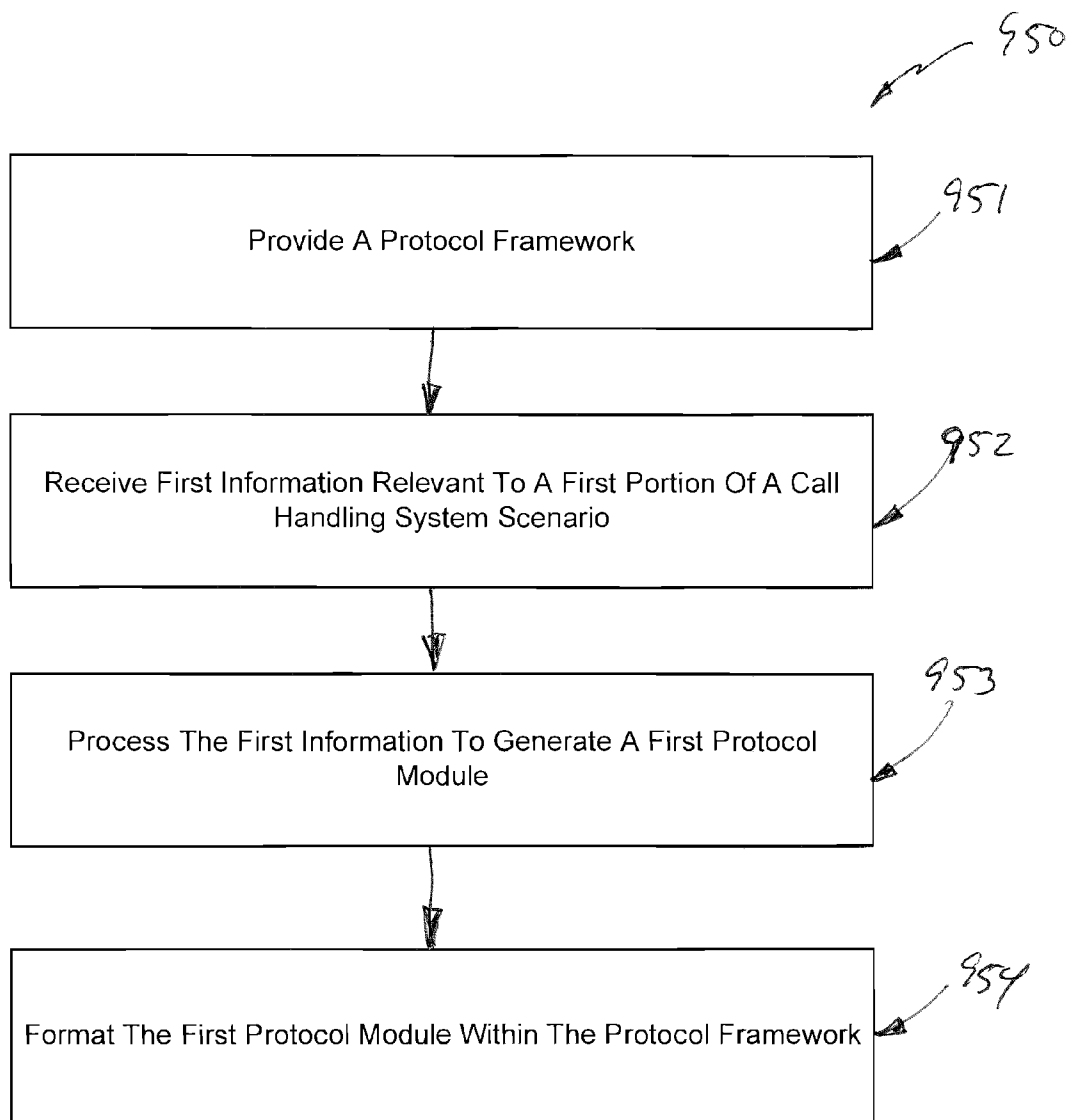 950
Provide A Protocol Framework
951
Receive First Information Relevant To A First Portion Of A Call
Handling System Scenario
952
Process The First Information To Generate A First Protocol
Module
953
Format The First Protocol Module Within The Protocol Framework
954